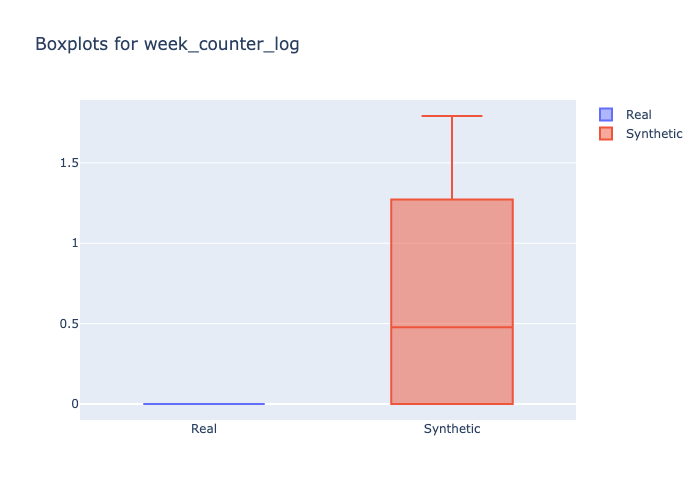 Boxplots for week_counter_log
Real
Synthetic
1.5
1
0.5
0
Real
Synthetic